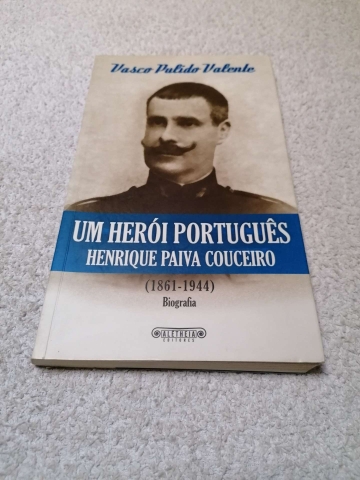 Vasco Pulido Valente
UM HERÓI PORTUGUÊS
HENRIQUE PAIVA COUCEIRO
(1861-1944)
Biografia
ALETHEIA
EDITORES